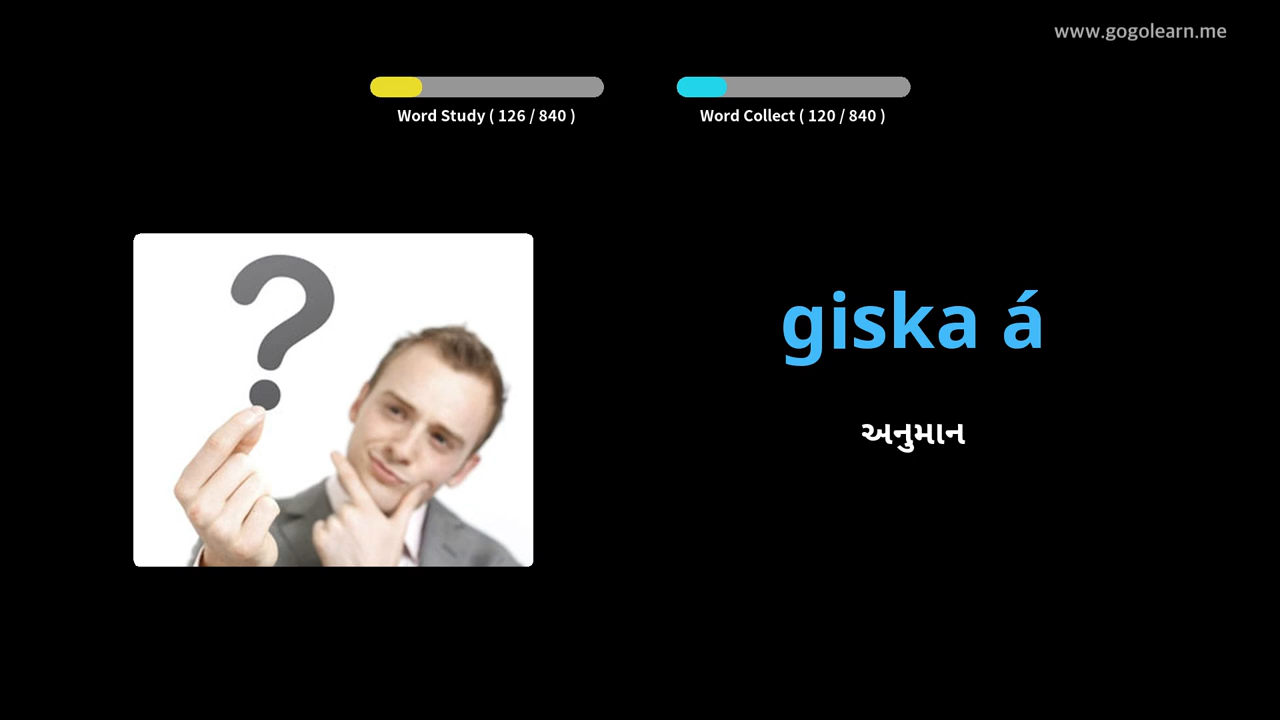 www.gogolearn.me
Word Study ( 126 / 840 )
Word Collect ( 120 / 840 )
giska á
અનુમાન